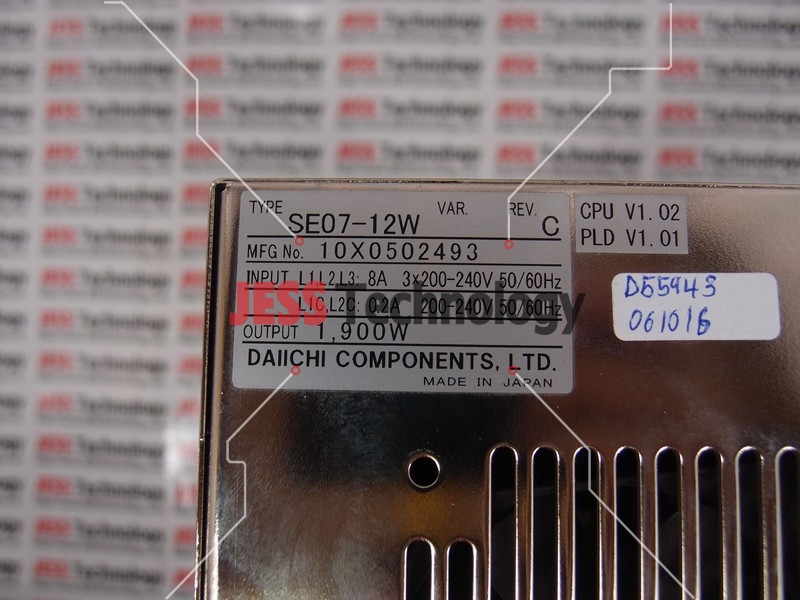 TYPE SE07-12W VAR. REV. C
MFG No. 10X0502493
INPUT L1L2L3: 8A 3x200-240V 50/60Hz
L1C L2C: 0.2A 200-240V 50/60Hz
OUTPUT 1,900W
DAIICHI COMPONENTS, LTD.
MADE IN JAPAN
CPU V1.02
PLD V1.01
D55943
061016
JESS Technology